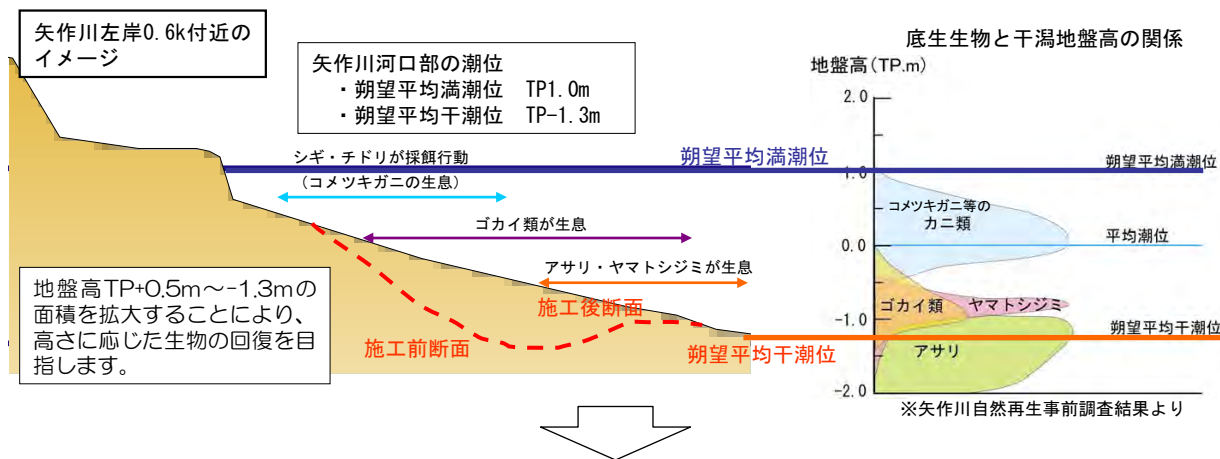 矢作川左岸0.6k付近の
イメージ
矢作川河口部の潮位
・朔望平均満潮位 TP1.0m
・朔望平均干潮位 TP-1.3m
シギ・チドリが採餌行動
(コメツキガニの生息)
朔望平均満潮位
ゴカイ類が生息
アサリ・ヤマトシジミが生息
施工後断面
施工前断面
朔望平均干潮位
地盤高TP+0.5m～-1.3mの
面積を拡大することにより、
高さに応じた生物の回復を目
指します。
底生生物と干潟地盤高の関係
地盤高(TP.m)
2.0
1.0
朔望平均満潮位
コメツキガニ等の
カニ類
平均潮位
0.0
ゴカイ類
ヤマトシジミ
-1.0
朔望平均干潮位
アサリ
-2.0
※矢作川自然再生事前調査結果より